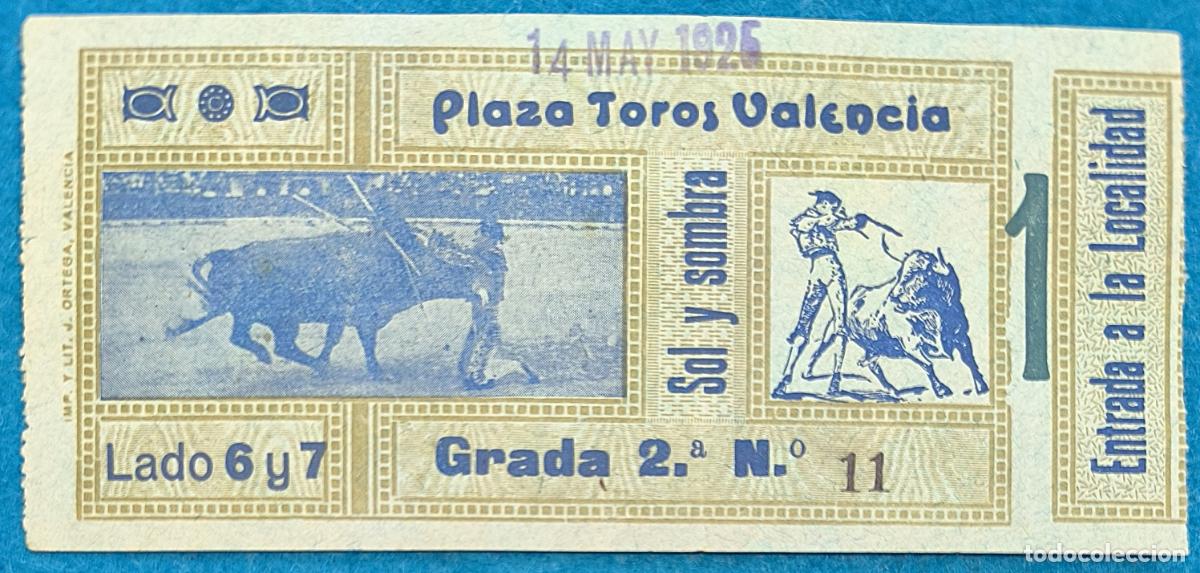 14 MAY 1925
Plaza Toros Valencia
IMP. Y LIT. J. ORTEGA, VALENCIA
Sol y sombra
1
Entrada a la Localidad
Lado 6 y 7
Grada 2.ª N.º 11
todocoleccion